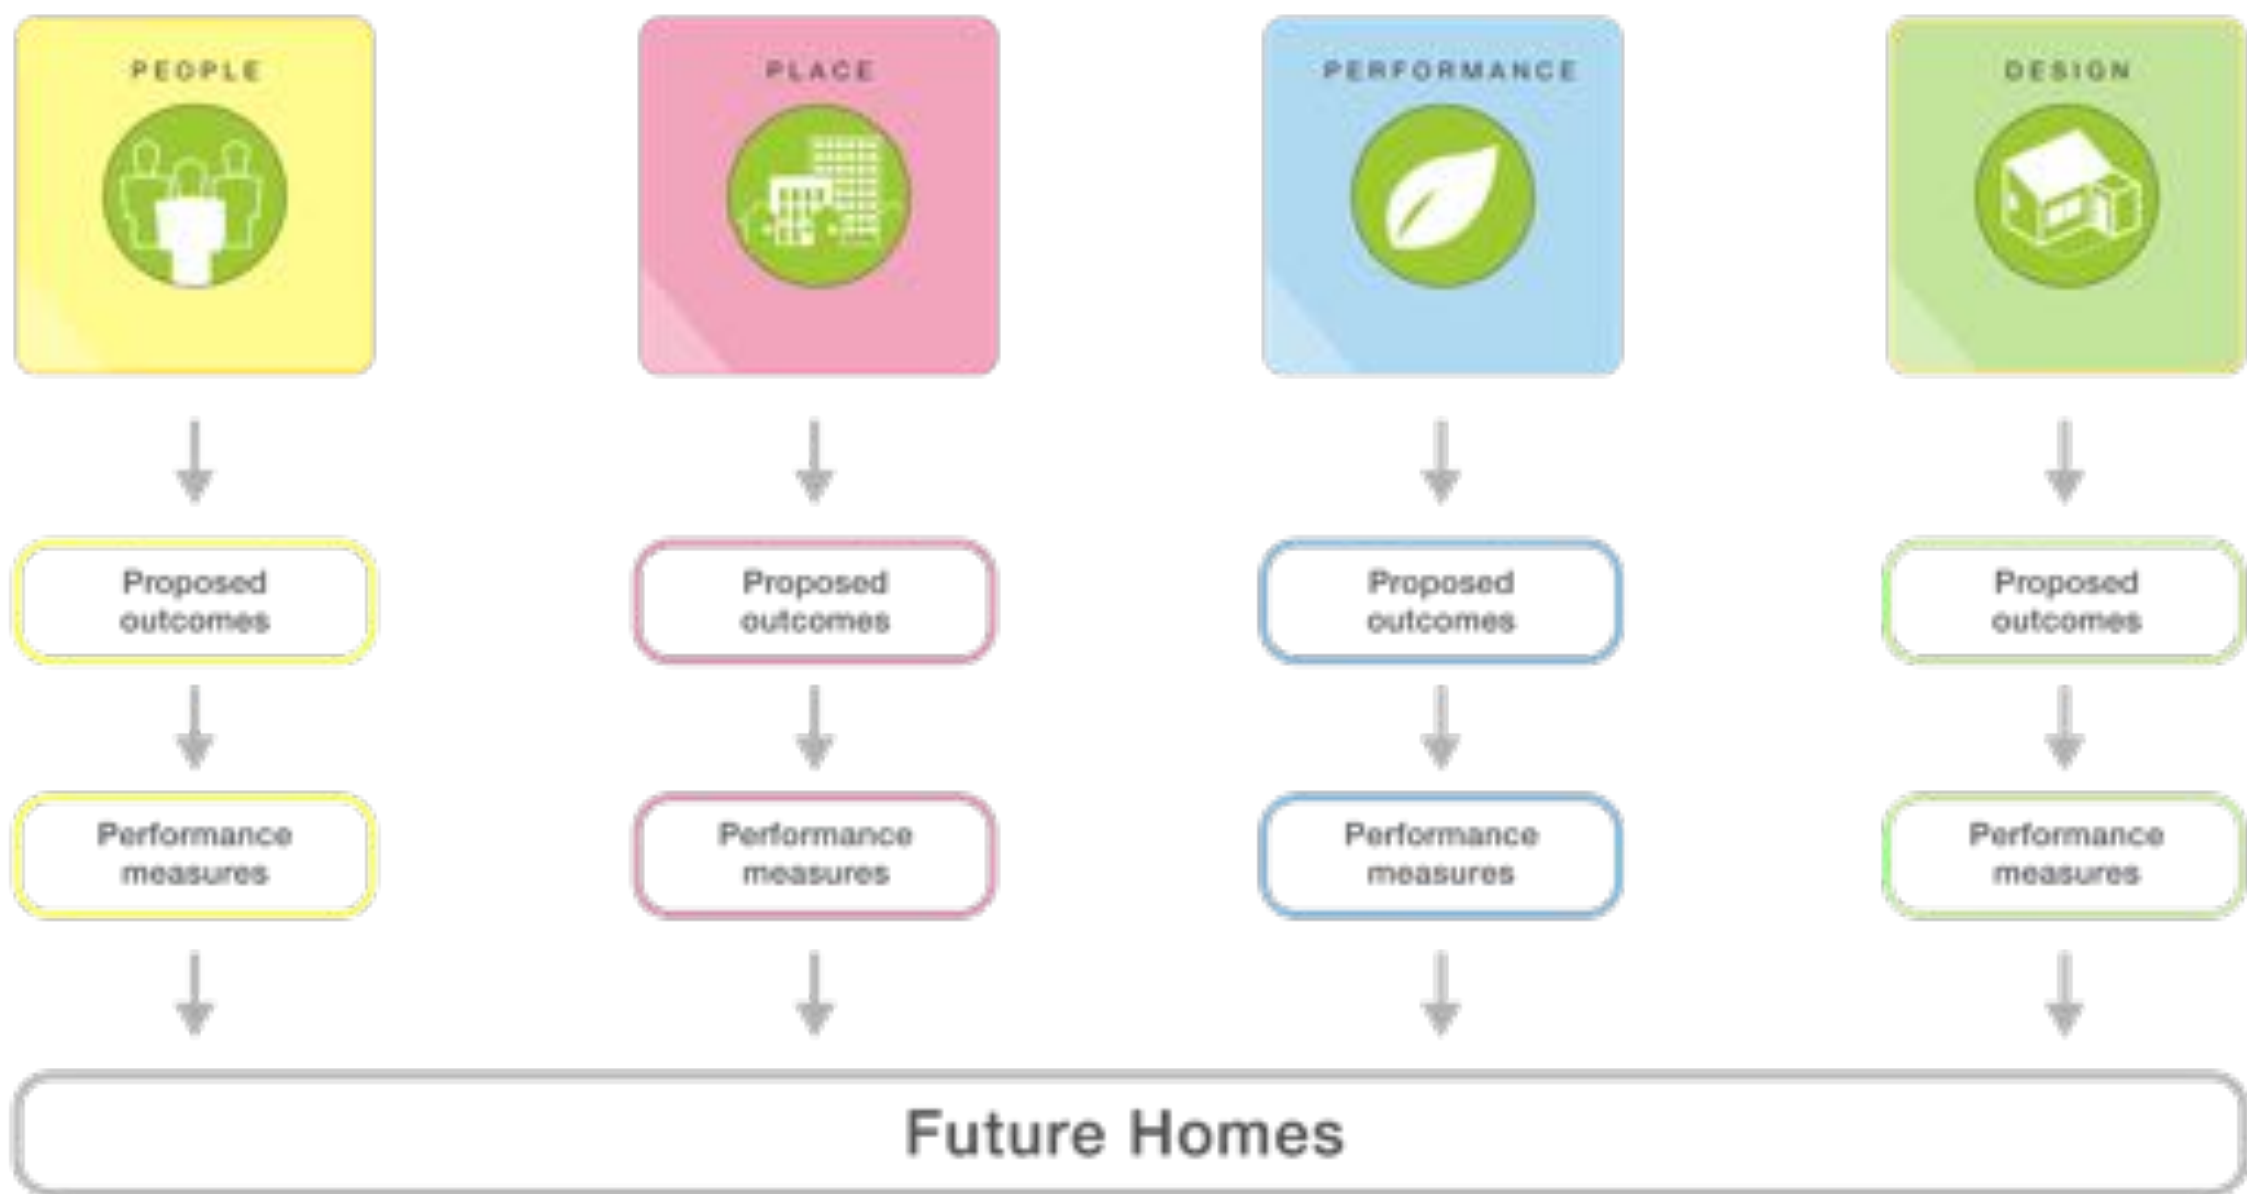 PEOPLE
PLACE
PERFORMANCE
DESIGN
Proposed
outcomes
Proposed
outcomes
Proposed
outcomes
Proposed
outcomes
Performance
measures
Performance
measures
Performance
measures
Performance
measures
Future Homes